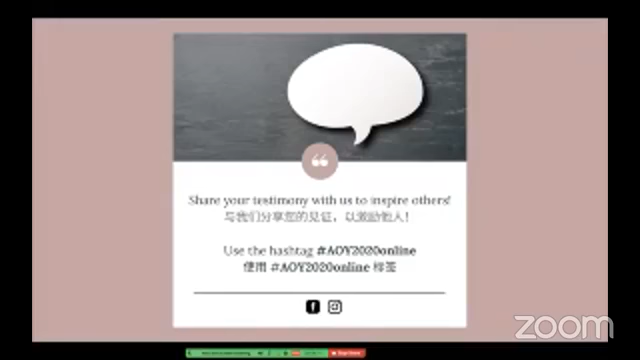 Share your testimony with us to inspire others!
与我们分享您的见证，以激励他人！
Use the hashtag #AOY2020online
使用 #AOY2020online 标签
zoom